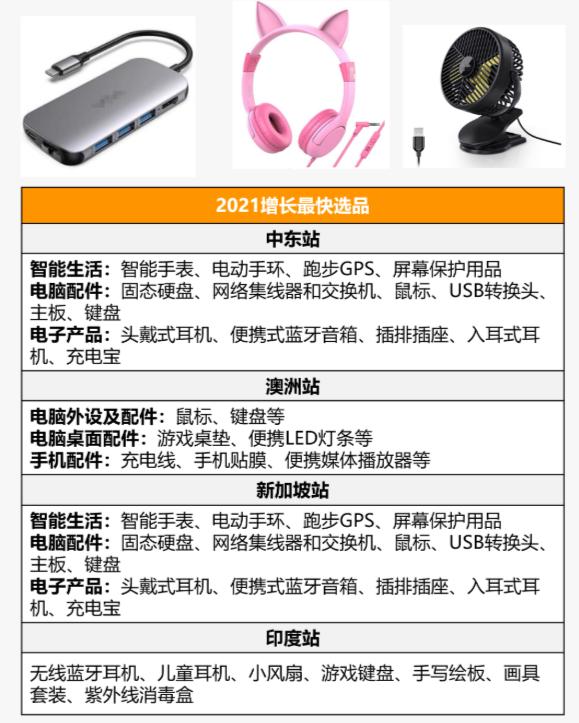 2021增长最快选品
中东站
智能生活：智能手表、电动手环、跑步GPS、屏幕保护用品
电脑配件：固态硬盘、网络集线器和交换机、鼠标、USB转换头、
主板、键盘
电子产品：头戴式耳机、便携式蓝牙音箱、插排插座、入耳式耳
机、充电宝
澳洲站
电脑外设及配件：鼠标、键盘等
电脑桌面配件：游戏桌垫、便携LED灯条等
手机配件：充电线、手机贴膜、便携媒体播放器等
新加坡站
智能生活：智能手表、电动手环、跑步GPS、屏幕保护用品
电脑配件：固态硬盘、网络集线器和交换机、鼠标、USB转换头、
主板、键盘
电子产品：头戴式耳机、便携式蓝牙音箱、插排插座、入耳式耳
机、充电宝
印度站
无线蓝牙耳机、儿童耳机、小风扇、游戏键盘、手写绘板、画具
套装、紫外线消毒盒